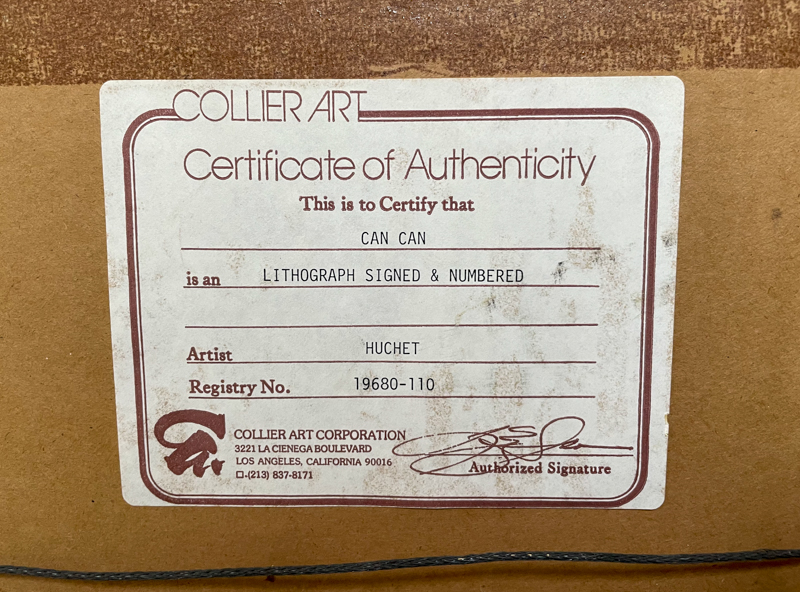 COLLIER ART
Certificate of Authenticity
This is to Certify that
CAN CAN
is an LITHOGRAPH SIGNED & NUMBERED
Artist HUCHET
Registry No. 19680-110
COLLIER ART CORPORATION
3221 LA CIENEGA BOULEVARD
LOS ANGELES, CALIFORNIA 90016
(213) 837-8171
Authorized Signature